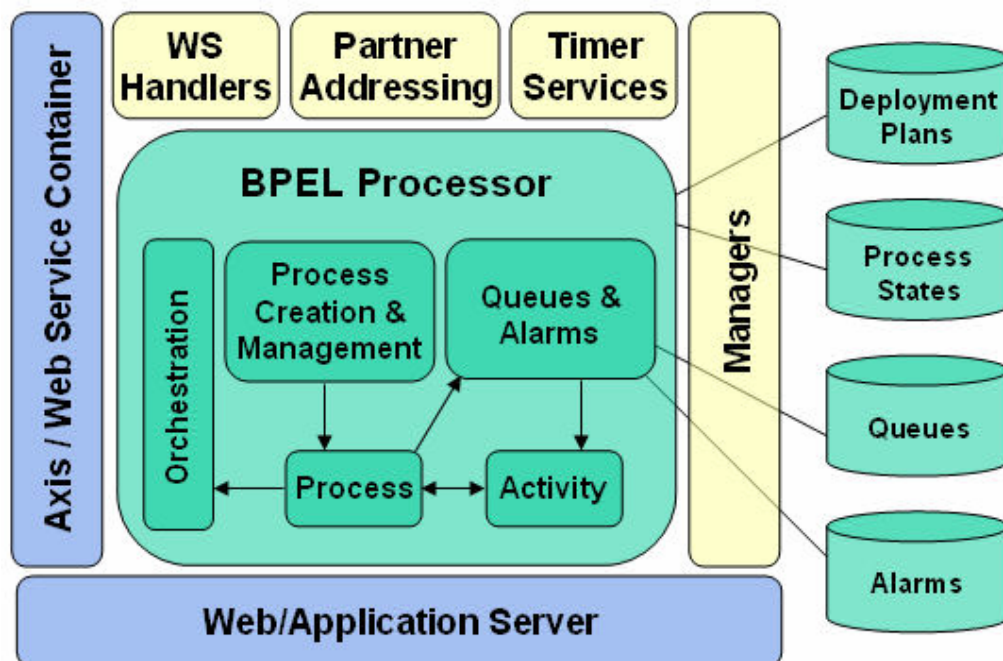 Axis / Web Service Container
WS
Handlers
Partner
Addressing
Timer
Services
BPEL Processor
Orchestration
Process
Creation &
Management
Queues &
Alarms
Process
Activity
Managers
Deployment
Plans
Process
States
Queues
Alarms
Web/Application Server